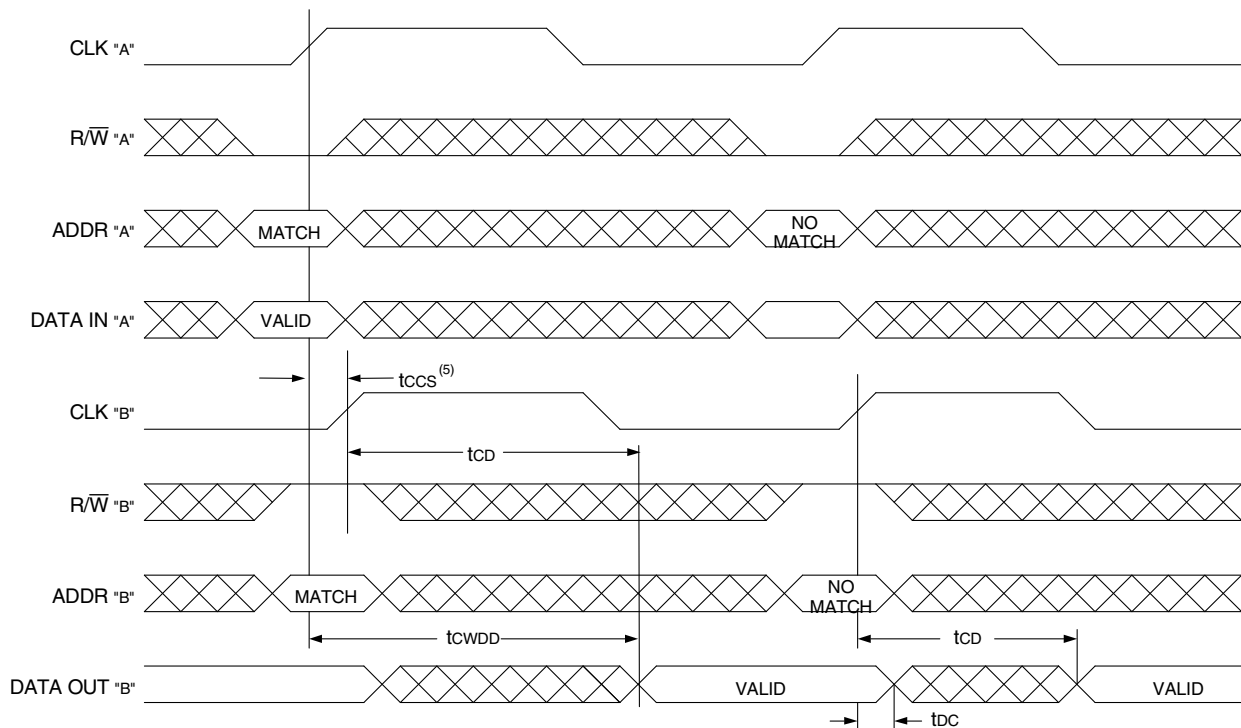 CLK "A"
R/W̅ "A"
ADDR "A"
MATCH
NO
MATCH
DATA IN "A"
VALID
tCCS(5)
CLK "B"
tCD
R/W̅ "B"
ADDR "B"
MATCH
NO
MATCH
tCWDD
tCD
DATA OUT "B"
VALID
VALID
tDC